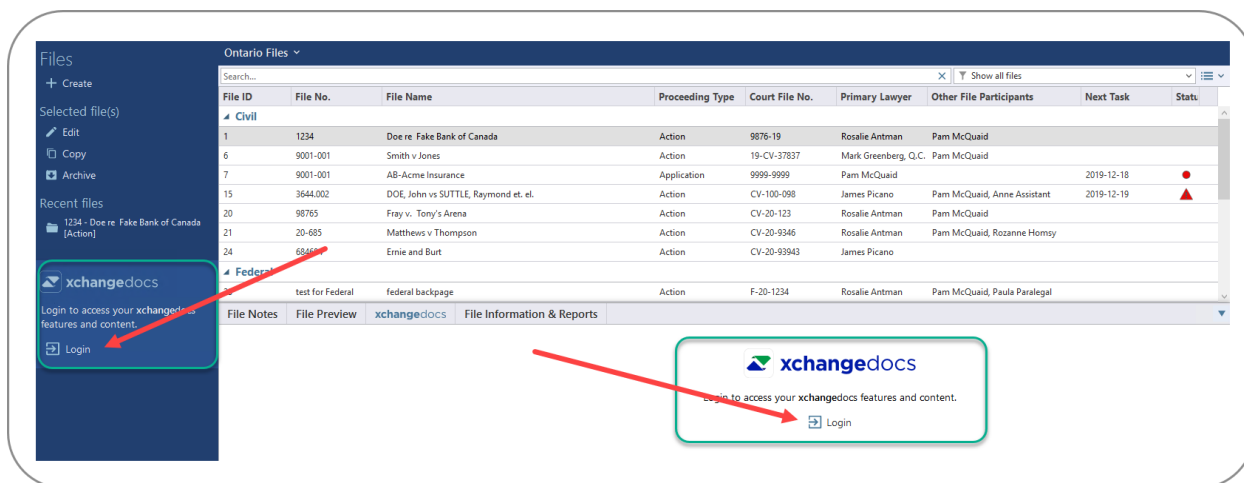 Files
+ Create
Selected file(s)
Edit
Copy
Archive
Recent files
1234 - Doe re Fake Bank of Canada
[Action]
xchangedocs
Login to access your xchangedocs
features and content.
Login
Ontario Files
Search...
Show all files
File ID File No. File Name Proceeding Type Court File No. Primary Lawyer Other File Participants Next Task Statu
Civil
1 1234 Doe re Fake Bank of Canada Action 9876-19 Rosalie Antman Pam McQuaid
6 9001-001 Smith v Jones Action 19-CV-37837 Mark Greenberg, Q.C. Pam McQuaid
7 9001-001 AB-Acme Insurance Application 9999-9999 Pam McQuaid 2019-12-18
15 3644.002 DOE, John vs SUTTLE, Raymond et. el. Action CV-100-098 James Picano Pam McQuaid, Anne Assistant 2019-12-19
20 98765 Fray v. Tony's Arena Action CV-20-123 Rosalie Antman Pam McQuaid
21 20-685 Matthews v Thompson Action CV-20-9346 Rosalie Antman Pam McQuaid, Rozanne Homsy
24 Ernie and Burt Action CV-20-93943 James Picano
Federal
test for Federal federal backpage Action F-20-1234 Rosalie Antman Pam McQuaid, Paula Paralegal
File Notes File Preview xchangedocs File Information & Reports
xchangedocs
Login to access your xchangedocs features and content.
Login